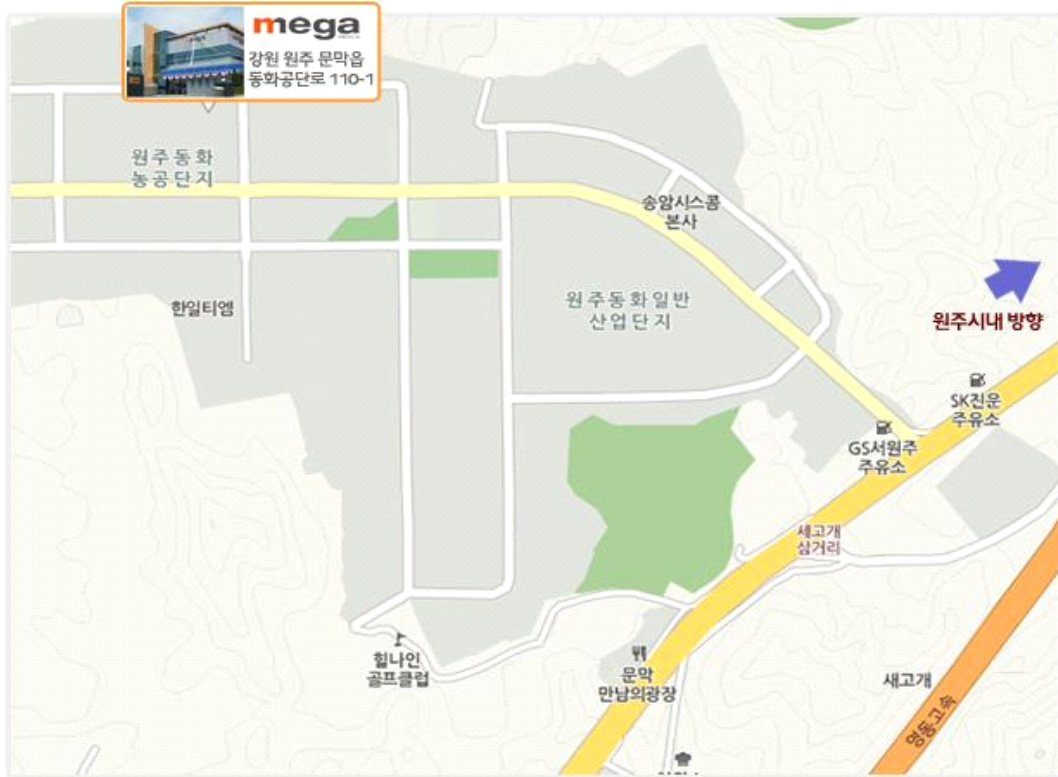 mega
강원 원주 문막읍
동화공단로 110-1
원주동화
농공단지
송암시스콤
본사
한일티엠
원주동화일반
산업단지
원주시내 방향
SK진운
주유소
GS서원주
주유소
세고개
삼거리
힐나인
골프클럽
문막
만남의광장
새고개
영동고속